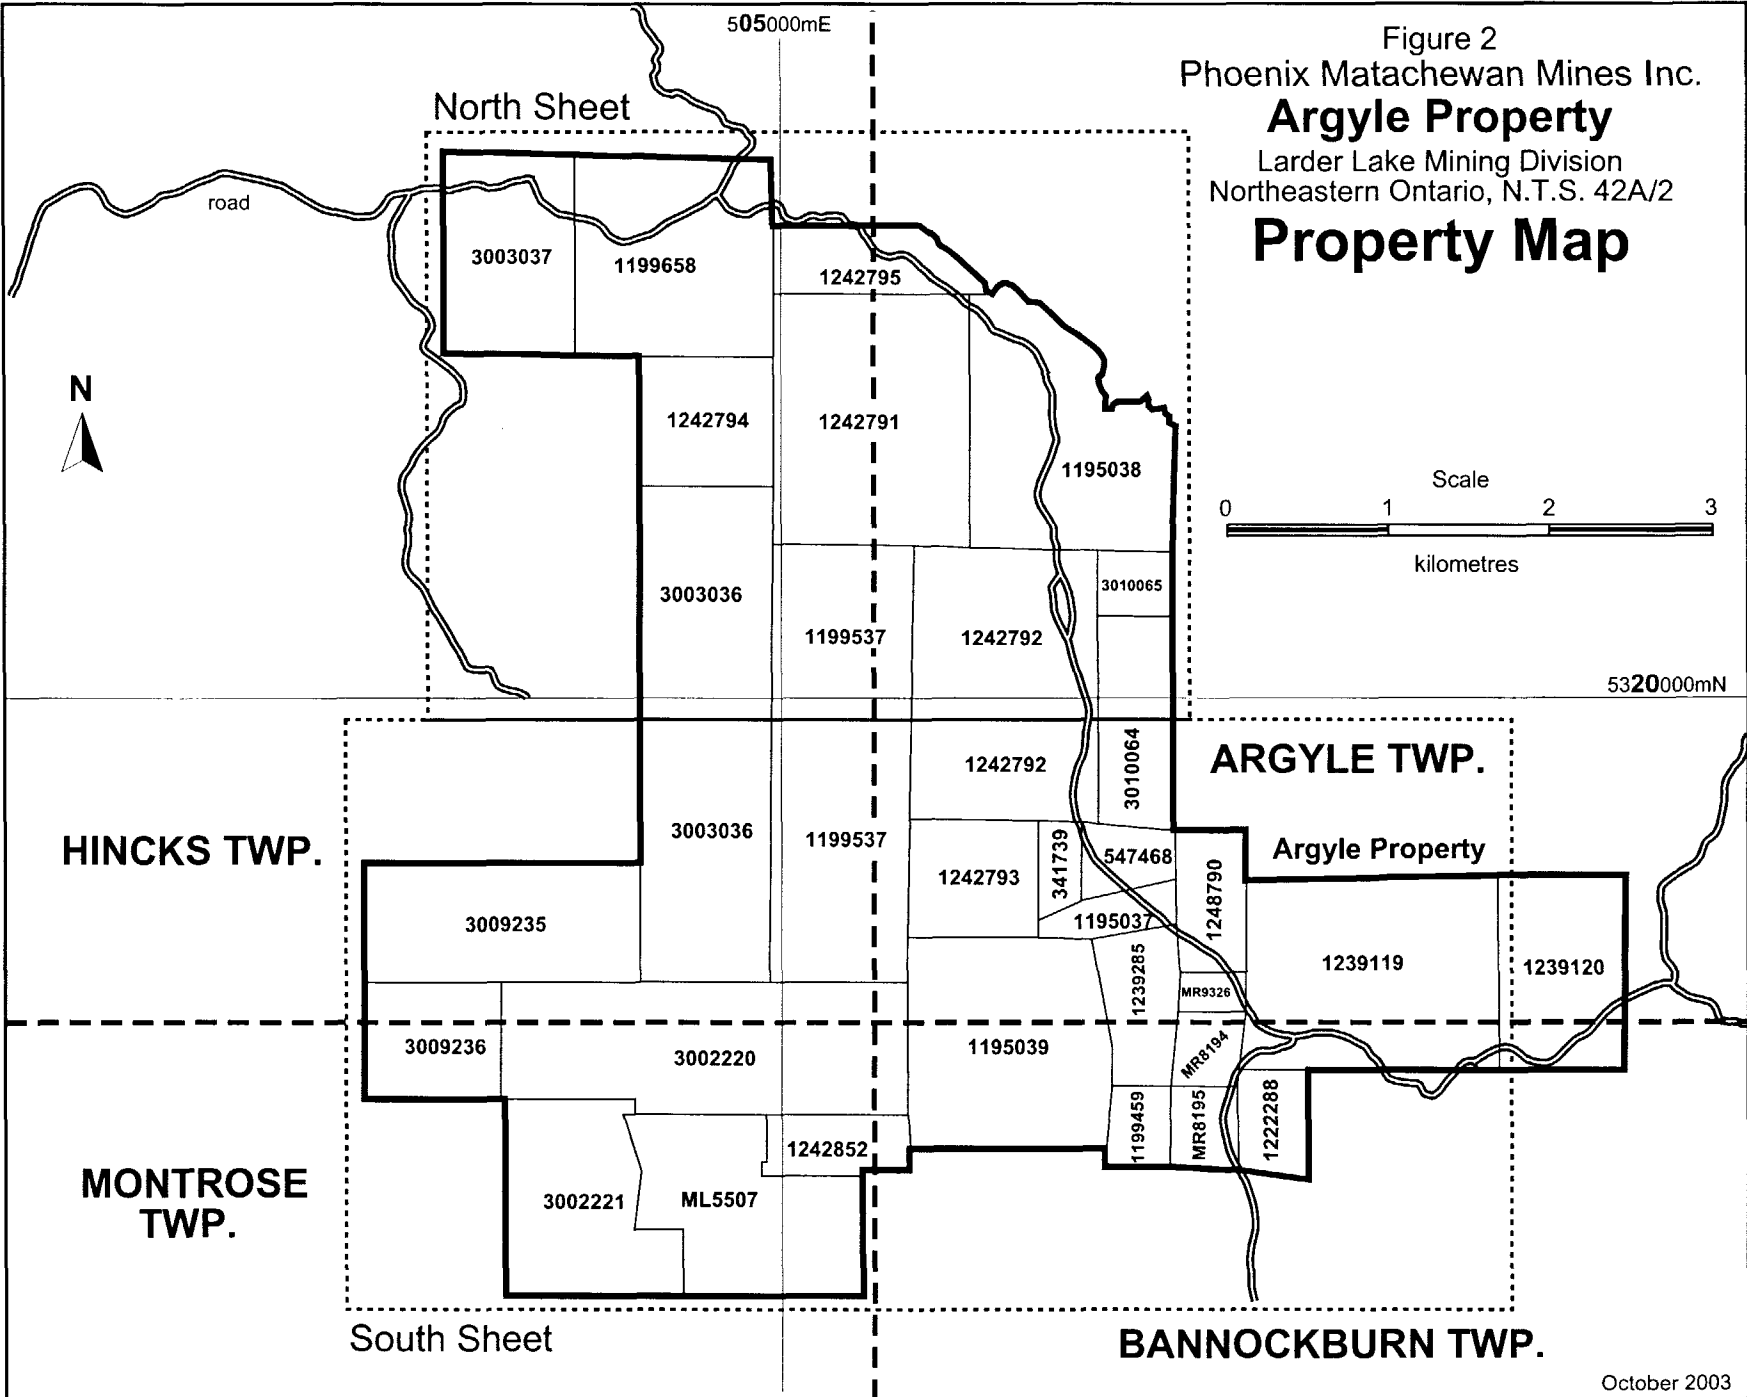 505000mE
Figure 2
Phoenix Matachewan Mines Inc.
Argyle Property
Larder Lake Mining Division
Northeastern Ontario, N.T.S. 42A/2
Property Map
North Sheet
road
3003037
1199658
1242795
N
1242794
1242791
1195038
Scale
0 1 2 3
kilometres
3003036
3010065
1199537
1242792
5320000mN
1242792
3010064
ARGYLE TWP.
HINCKS TWP.
3003036
1199537
341739
547468
Argyle Property
1242793
1248790
3009235
1195037
1239285
1239119
1239120
MR9326
3009236
3002220
1195039
MR8194
1199459
MR8195
1222288
1242852
MONTROSE
TWP.
3002221
ML5507
South Sheet
BANNOCKBURN TWP.
October 2003